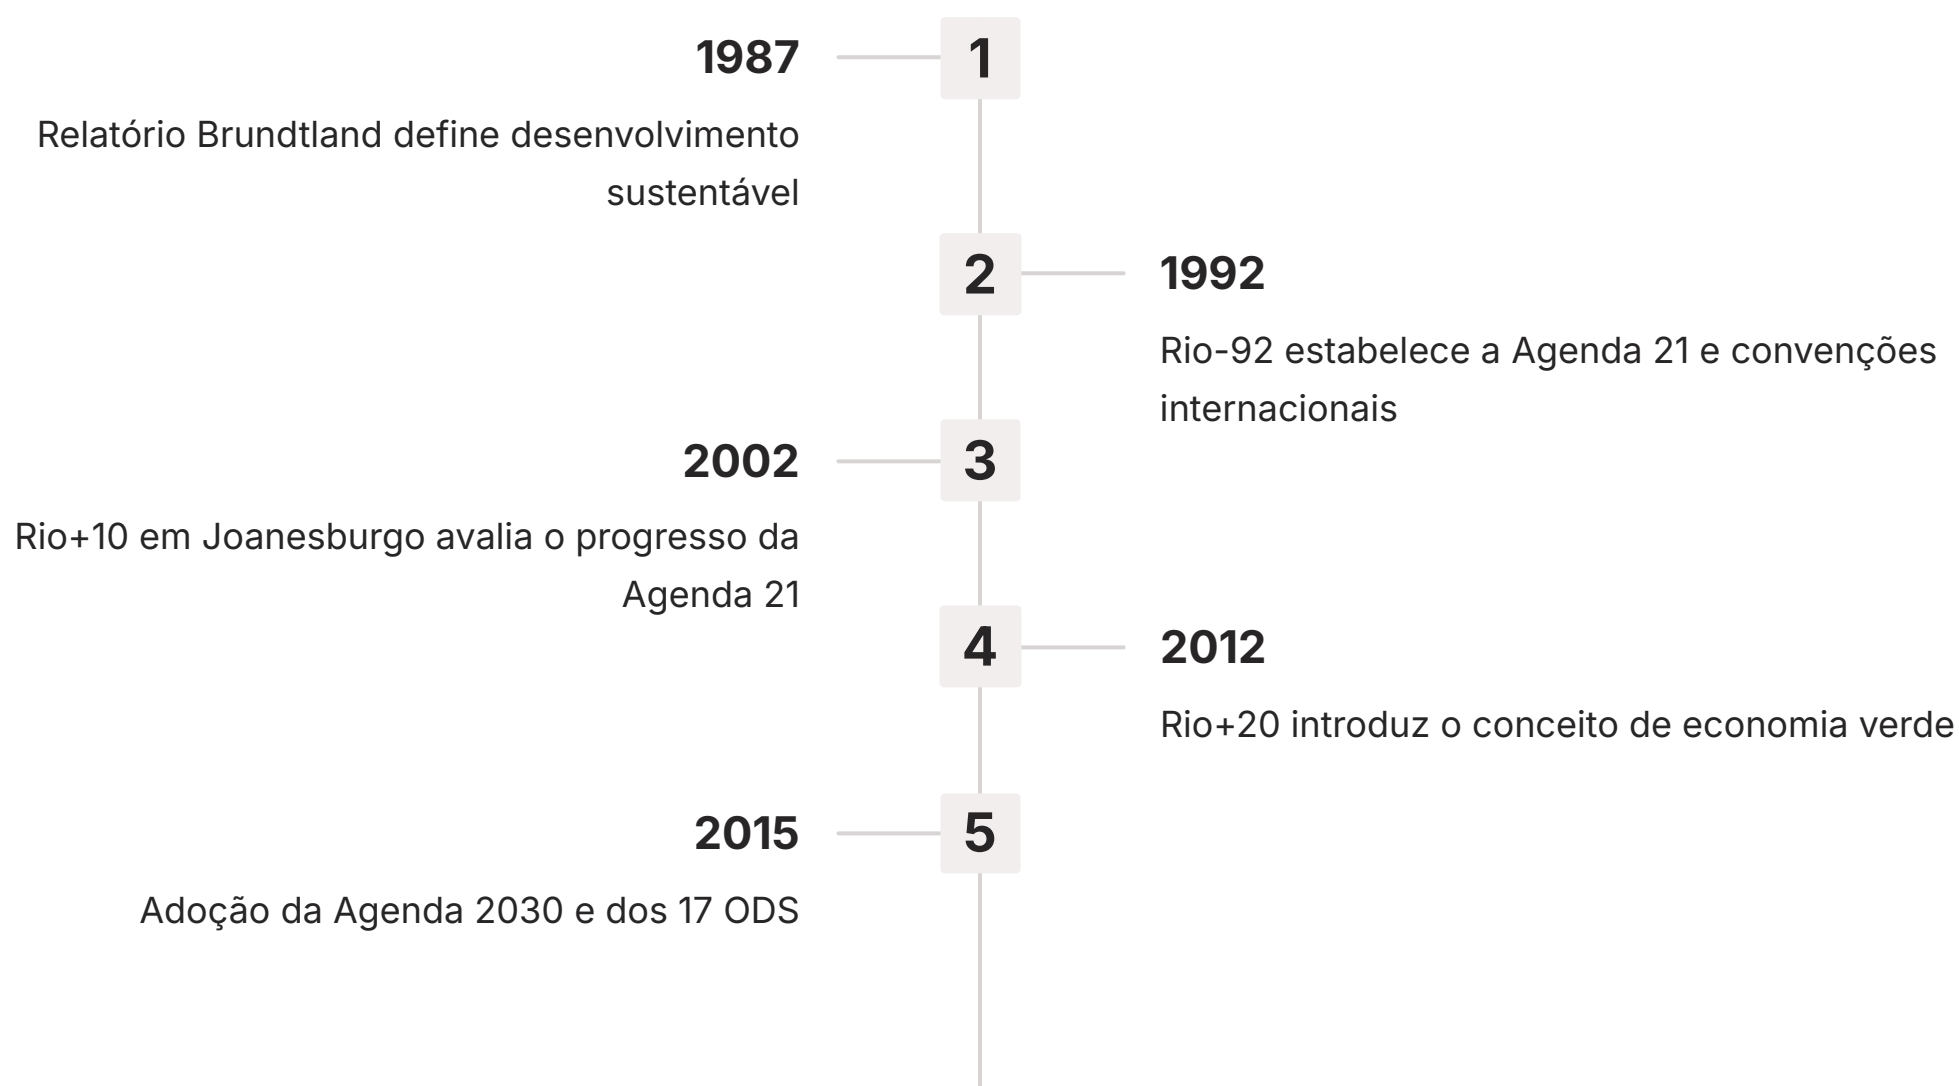 1987
1
Relatório Brundtland define desenvolvimento
sustentável
2
1992
Rio-92 estabelece a Agenda 21 e convenções
internacionais
2002
3
Rio+10 em Joanesburgo avalia o progresso da
Agenda 21
4
2012
Rio+20 introduz o conceito de economia verde
2015
5
Adoção da Agenda 2030 e dos 17 ODS